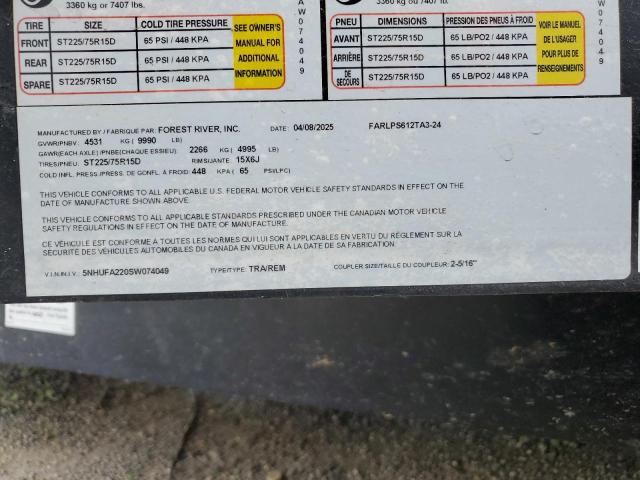 3360 kg or 7407 lbs.
TIRE SIZE COLD TIRE PRESSURE SEE OWNER'S MANUAL FOR ADDITIONAL INFORMATION
FRONT ST225/75R15D 65 PSI / 448 KPA
REAR ST225/75R15D 65 PSI / 448 KPA
SPARE ST225/75R15D 65 PSI / 448 KPA
AW074049
3360 kg ou 7407 lb.
PNEU DIMENSIONS PRESSION DES PNEUS À FROID VOIR LE MANUEL DE L'USAGER POUR PLUS DE RENSEIGNEMENTS
AVANT ST225/75R15D 65 LB/PO2 / 448 KPA
ARRIÈRE ST225/75R15D 65 LB/PO2 / 448 KPA
DE SECOURS ST225/75R15D 65 LB/PO2 / 448 KPA
W074049
MANUFACTURED BY / FABRIQUE PAR: FOREST RIVER, INC. DATE: 04/08/2025 FARLPS612TA3-24
GVWR/PNBV: 4531 KG ( 9990 LB)
GAWR(EACH AXLE) /PNBE(CHAQUE ESSIEU): 2266 KG ( 4995 LB)
TIRES/PNEU: ST225/75R15D RIMS/JANTE: 15X6J
COLD INFL. PRESS./PRESS. DE GONFL. À FROID: 448 KPA ( 65 PSI/LPC)
THIS VEHICLE CONFORMS TO ALL APPLICABLE U.S. FEDERAL MOTOR VEHICLE SAFETY STANDARDS IN EFFECT ON THE
DATE OF MANUFACTURE SHOWN ABOVE.
THIS VEHICLE CONFORMS TO ALL APPLICABLE STANDARDS PRESCRIBED UNDER THE CANADIAN MOTOR VEHICLE
SAFETY REGULATIONS IN EFFECT ON THE DATE OF MANUFACTURE.
CE VÉHICULE EST CONFORME À TOUTES LES NORMES QUI LUI SONT APPLICABLES EN VERTU DU RÉGLEMENT SUR LA
SÉCURITÉ DES VÉHICULES AUTOMOBILES DU CANADA EN VIGUEUR A LA DATE DE SA FABRICATION.
V.I.N./N.I.V.: 5NHUFA220SW074049 TYPE/TYPE: TRA/REM COUPLER SIZE/TAILLE DU COUPLEUR: 2-5/16"